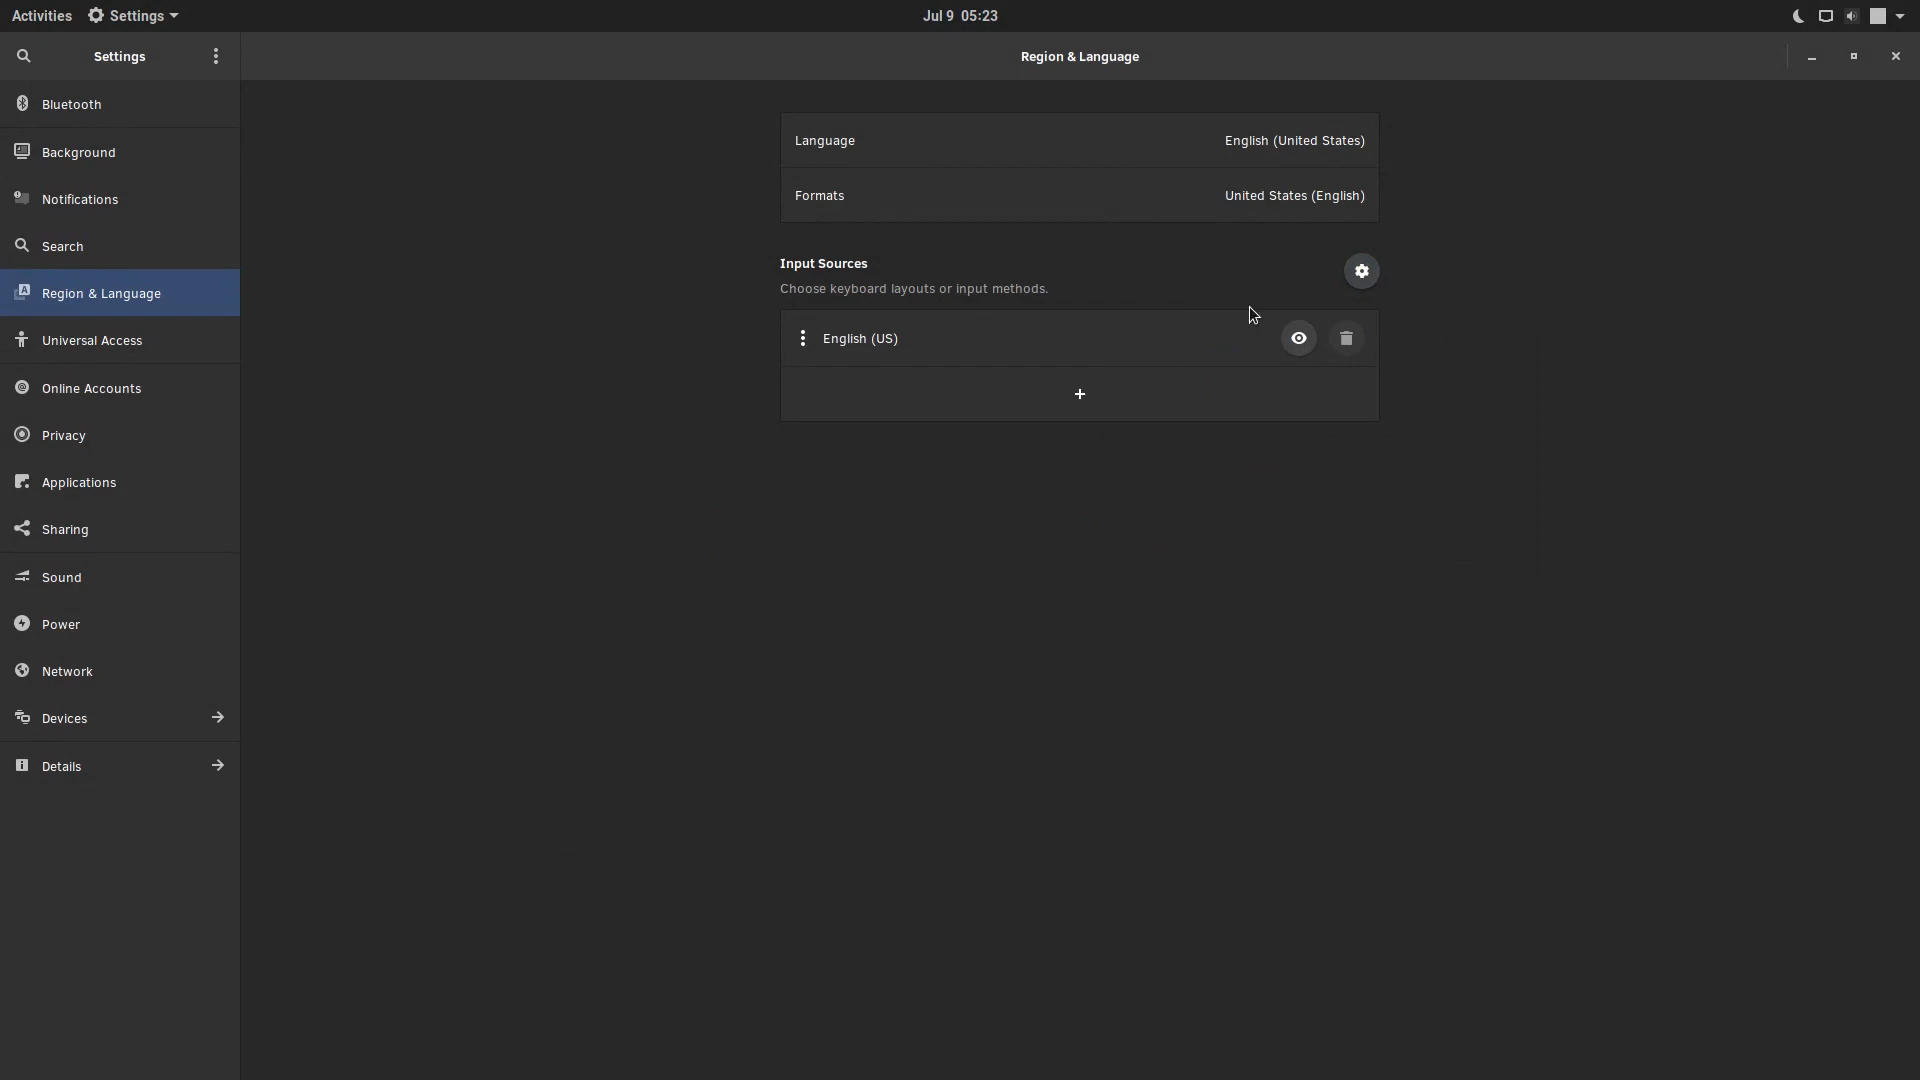 Activities Settings Jul 9 05:23
Settings Region & Language
Bluetooth
Background
Notifications
Search
Region & Language
Universal Access
Online Accounts
Privacy
Applications
Sharing
Sound
Power
Network
Devices
Details
Language English (United States)
Formats United States (English)
Input Sources
Choose keyboard layouts or input methods.
English (US)